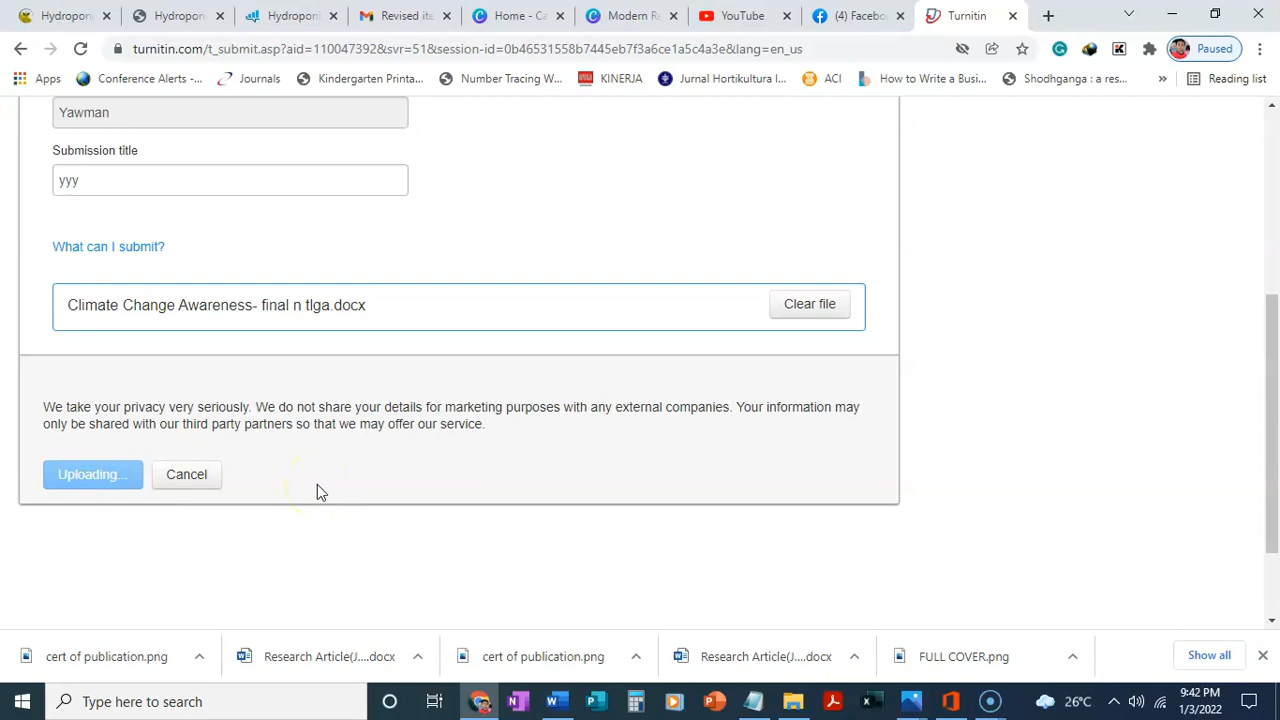 Hydropon
Hydropon
Hydroponi
Revised ite
Home - Ca
Modern Re
YouTube
(4) Facebo
Turnitin
turnitin.com/t_submit.asp?aid=110047392&svr=51&session-id=0b46531558b7445eb7f3a6ce1a5c4a3e&lang=en_us
Paused
Apps
Conference Alerts -...
Journals
Kindergarten Printa...
Number Tracing W...
KINERJA
Jurnal Hortikultura I...
ACI
How to Write a Busi...
Shodhganga : a res...
»
Reading list
Yawman
Submission title
yyy
What can I submit?
Climate Change Awareness- final n tlga.docx
Clear file
We take your privacy very seriously. We do not share your details for marketing purposes with any external companies. Your information may
only be shared with our third party partners so that we may offer our service.
Uploading...
Cancel
cert of publication.png
Research Article(J....docx
cert of publication.png
Research Article(J....docx
FULL COVER.png
Show all
Type here to search
26°C
9:42 PM
1/3/2022